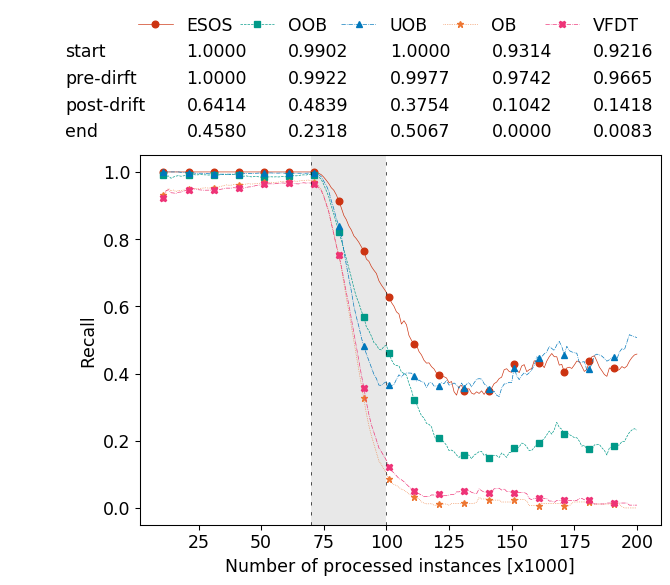 ESOS OOB UOB OB VFDT
start 1.0000 0.9902 1.0000 0.9314 0.9216
pre-dirft 1.0000 0.9922 0.9977 0.9742 0.9665
post-drift 0.6414 0.4839 0.3754 0.1042 0.1418
end 0.4580 0.2318 0.5067 0.0000 0.0083
1.0
0.8
0.6
0.4
0.2
0.0
Recall
25 50 75 100 125 150 175 200
Number of processed instances [x1000]